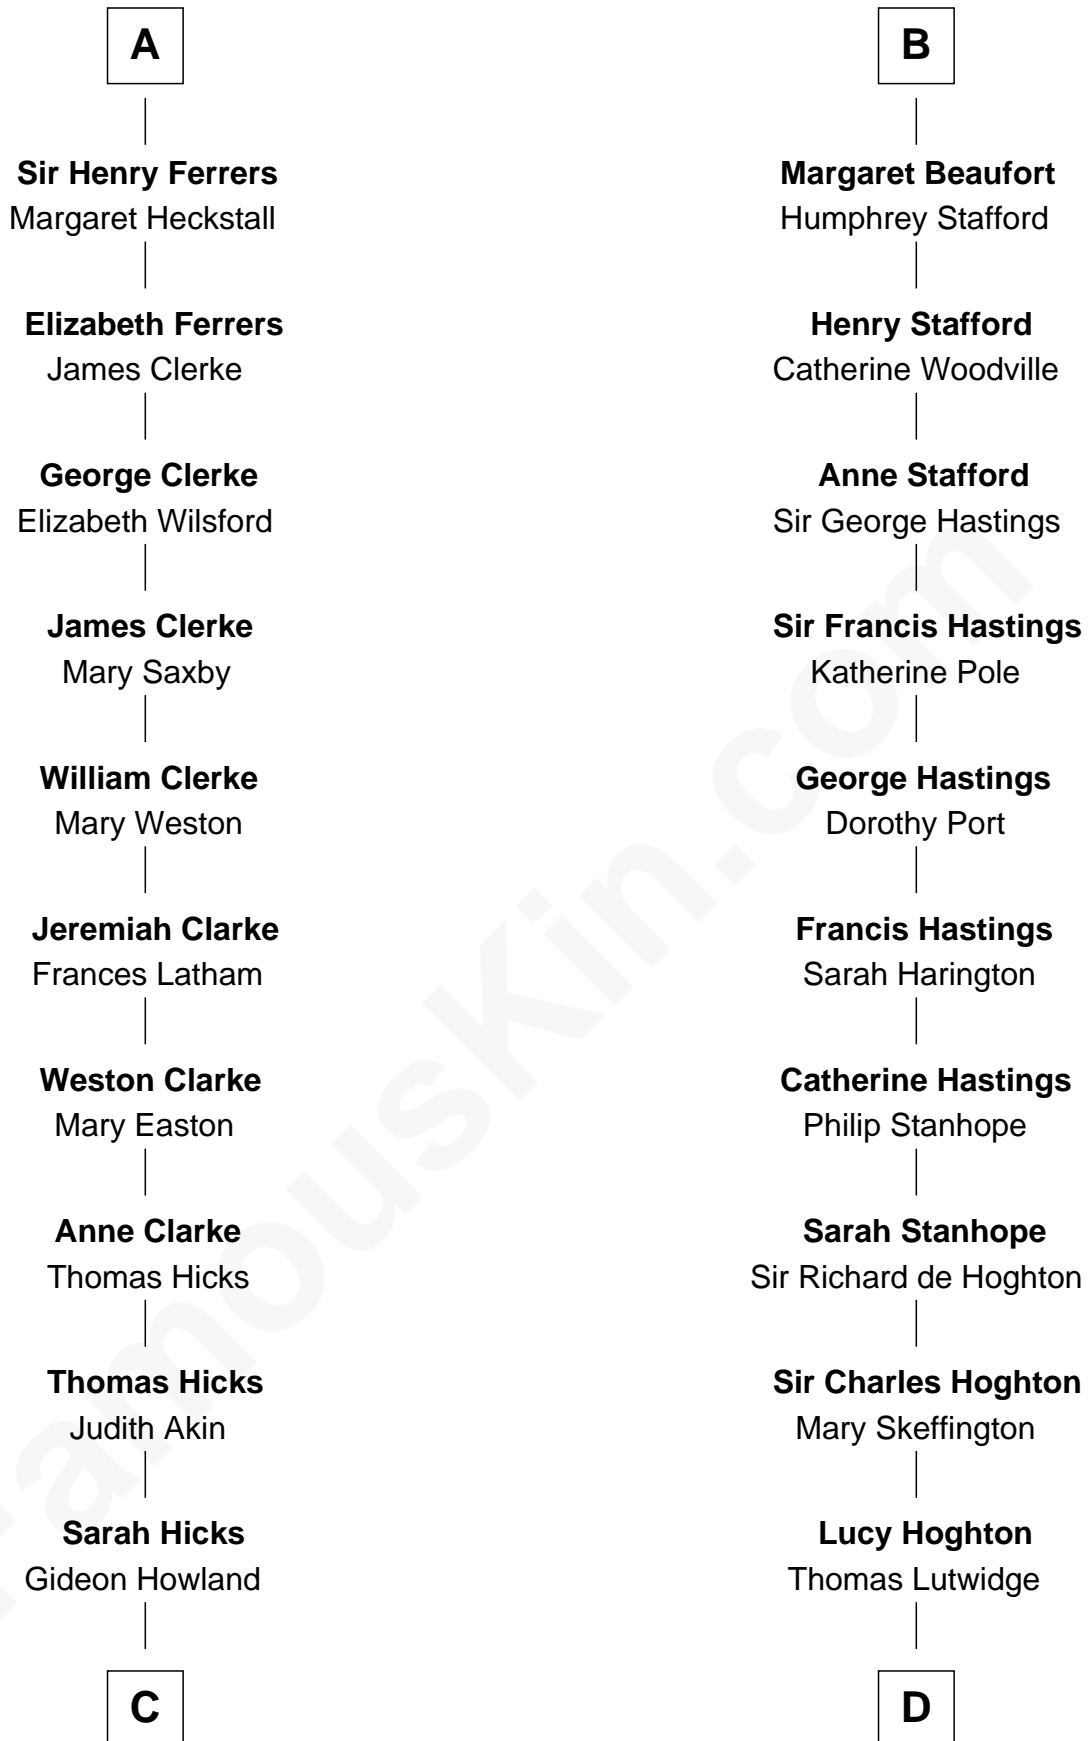 A
Sir Henry Ferrers
Margaret Heckstall
Elizabeth Ferrers
James Clerke
George Clerke
Elizabeth Wilsford
James Clerke
Mary Saxby
William Clerke
Mary Weston
Jeremiah Clarke
Frances Latham
Weston Clarke
Mary Easton
Anne Clarke
Thomas Hicks
Thomas Hicks
Judith Akin
Sarah Hicks
Gideon Howland
C
B
Margaret Beaufort
Humphrey Stafford
Henry Stafford
Catherine Woodville
Anne Stafford
Sir George Hastings
Sir Francis Hastings
Katherine Pole
George Hastings
Dorothy Port
Francis Hastings
Sarah Harington
Catherine Hastings
Philip Stanhope
Sarah Stanhope
Sir Richard de Hoghton
Sir Charles Hoghton
Mary Skeffington
Lucy Hoghton
Thomas Lutwidge
D
FamousKin.com